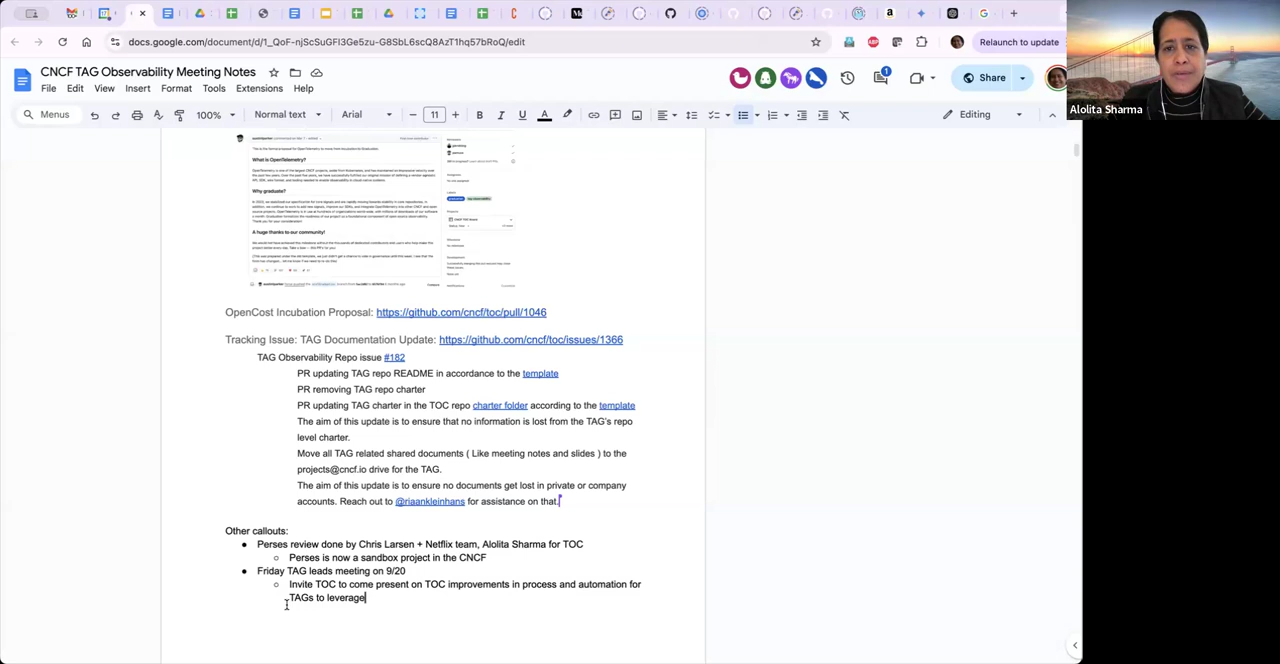 docs.google.com/document/d/1_QoF-njScSuGFI3Ge5zu-G8SbL6scQ8AzT1hq57bRoQ/edit
Relaunch to update
CNCF TAG Observability Meeting Notes
File Edit View Insert Format Tools Extensions Help
1
Share
Alolita Sharma
Menus
100%
Normal text
Arial
11
B I U A
Editing
What is OpenTelemetry?
Why graduate?
A huge thanks to our community!
OpenCost Incubation Proposal: https://github.com/cncf/toc/pull/1046
Tracking Issue: TAG Documentation Update: https://github.com/cncf/toc/issues/1366
TAG Observability Repo issue #182
PR updating TAG repo README in accordance to the template
PR removing TAG repo charter
PR updating TAG charter in the TOC repo charter folder according to the template
The aim of this update is to ensure that no information is lost from the TAG's repo
level charter.
Move all TAG related shared documents ( Like meeting notes and slides ) to the
projects@cncf.io drive for the TAG.
The aim of this update is to ensure no documents get lost in private or company
accounts. Reach out to @riaankleinhans for assistance on that.
Other callouts:
● Perses review done by Chris Larsen + Netflix team, Alolita Sharma for TOC
○ Perses is now a sandbox project in the CNCF
● Friday TAG leads meeting on 9/20
○ Invite TOC to come present on TOC improvements in process and automation for
TAGs to leverage